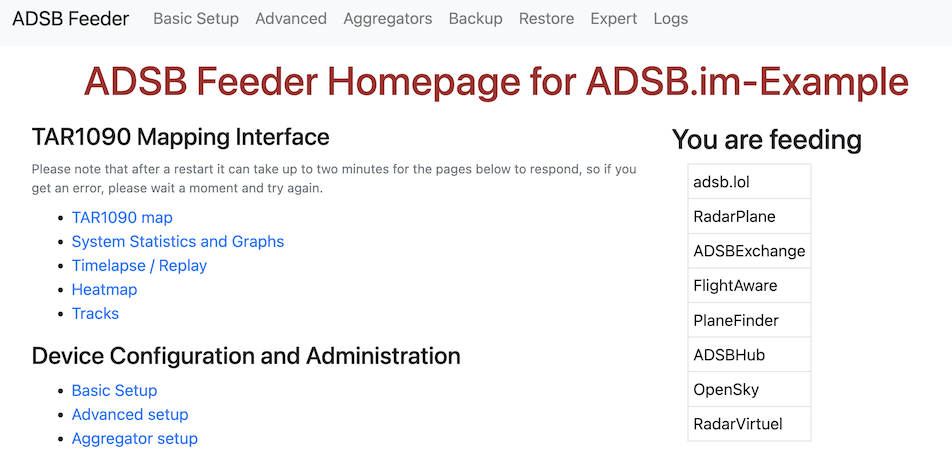 ADSB Feeder Basic Setup Advanced Aggregators Backup Restore Expert Logs
ADSB Feeder Homepage for ADSB.im-Example
TAR1090 Mapping Interface
Please note that after a restart it can take up to two minutes for the pages below to respond, so if you
get an error, please wait a moment and try again.
TAR1090 map
System Statistics and Graphs
Timelapse / Replay
Heatmap
Tracks
Device Configuration and Administration
Basic Setup
Advanced setup
Aggregator setup
You are feeding
adsb.lol
RadarPlane
ADSBExchange
FlightAware
PlaneFinder
ADSBHub
OpenSky
RadarVirtuel